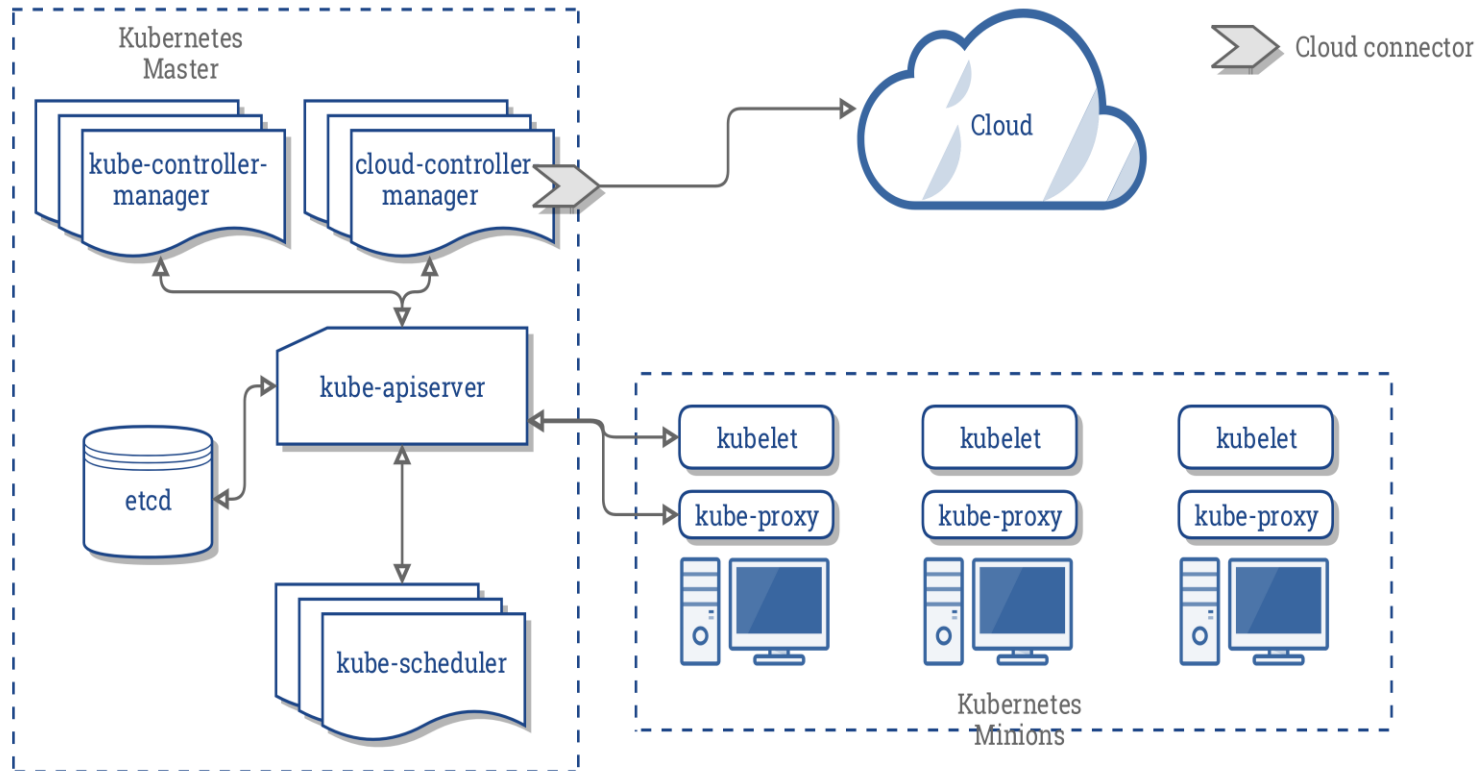 Kubernetes
Master
Cloud connector
kube-controller-
manager
cloud-controller
manager
Cloud
kube-apiserver
etcd
kube-scheduler
kubelet
kubelet
kubelet
kube-proxy
kube-proxy
kube-proxy
Kubernetes
Minions